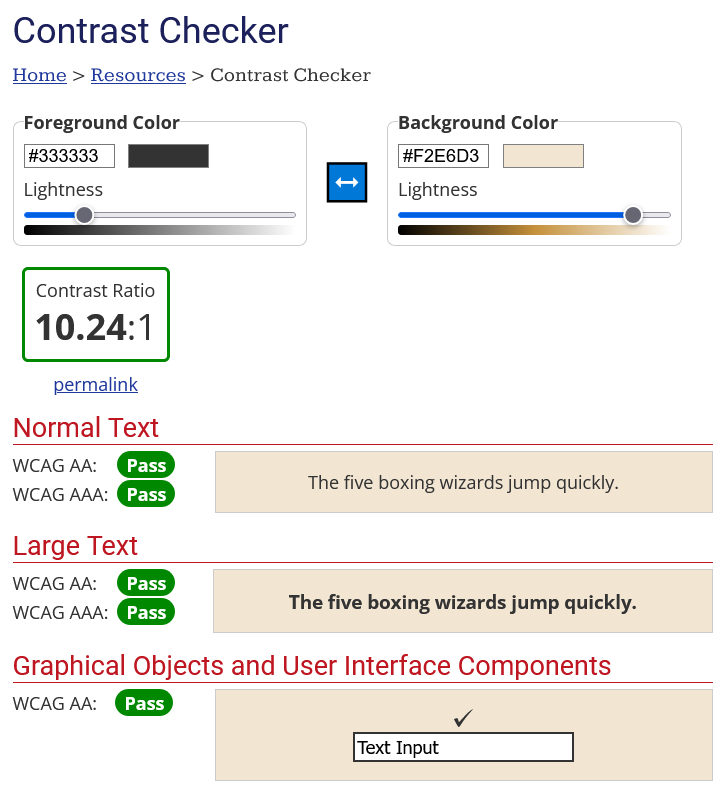 Contrast Checker
Home > Resources > Contrast Checker
Foreground Color
#333333
Lightness
Background Color
#F2E6D3
Lightness
Contrast Ratio
10.24:1
permalink
Normal Text
WCAG AA: Pass
WCAG AAA: Pass
The five boxing wizards jump quickly.
Large Text
WCAG AA: Pass
WCAG AAA: Pass
The five boxing wizards jump quickly.
Graphical Objects and User Interface Components
WCAG AA: Pass
✓
Text Input